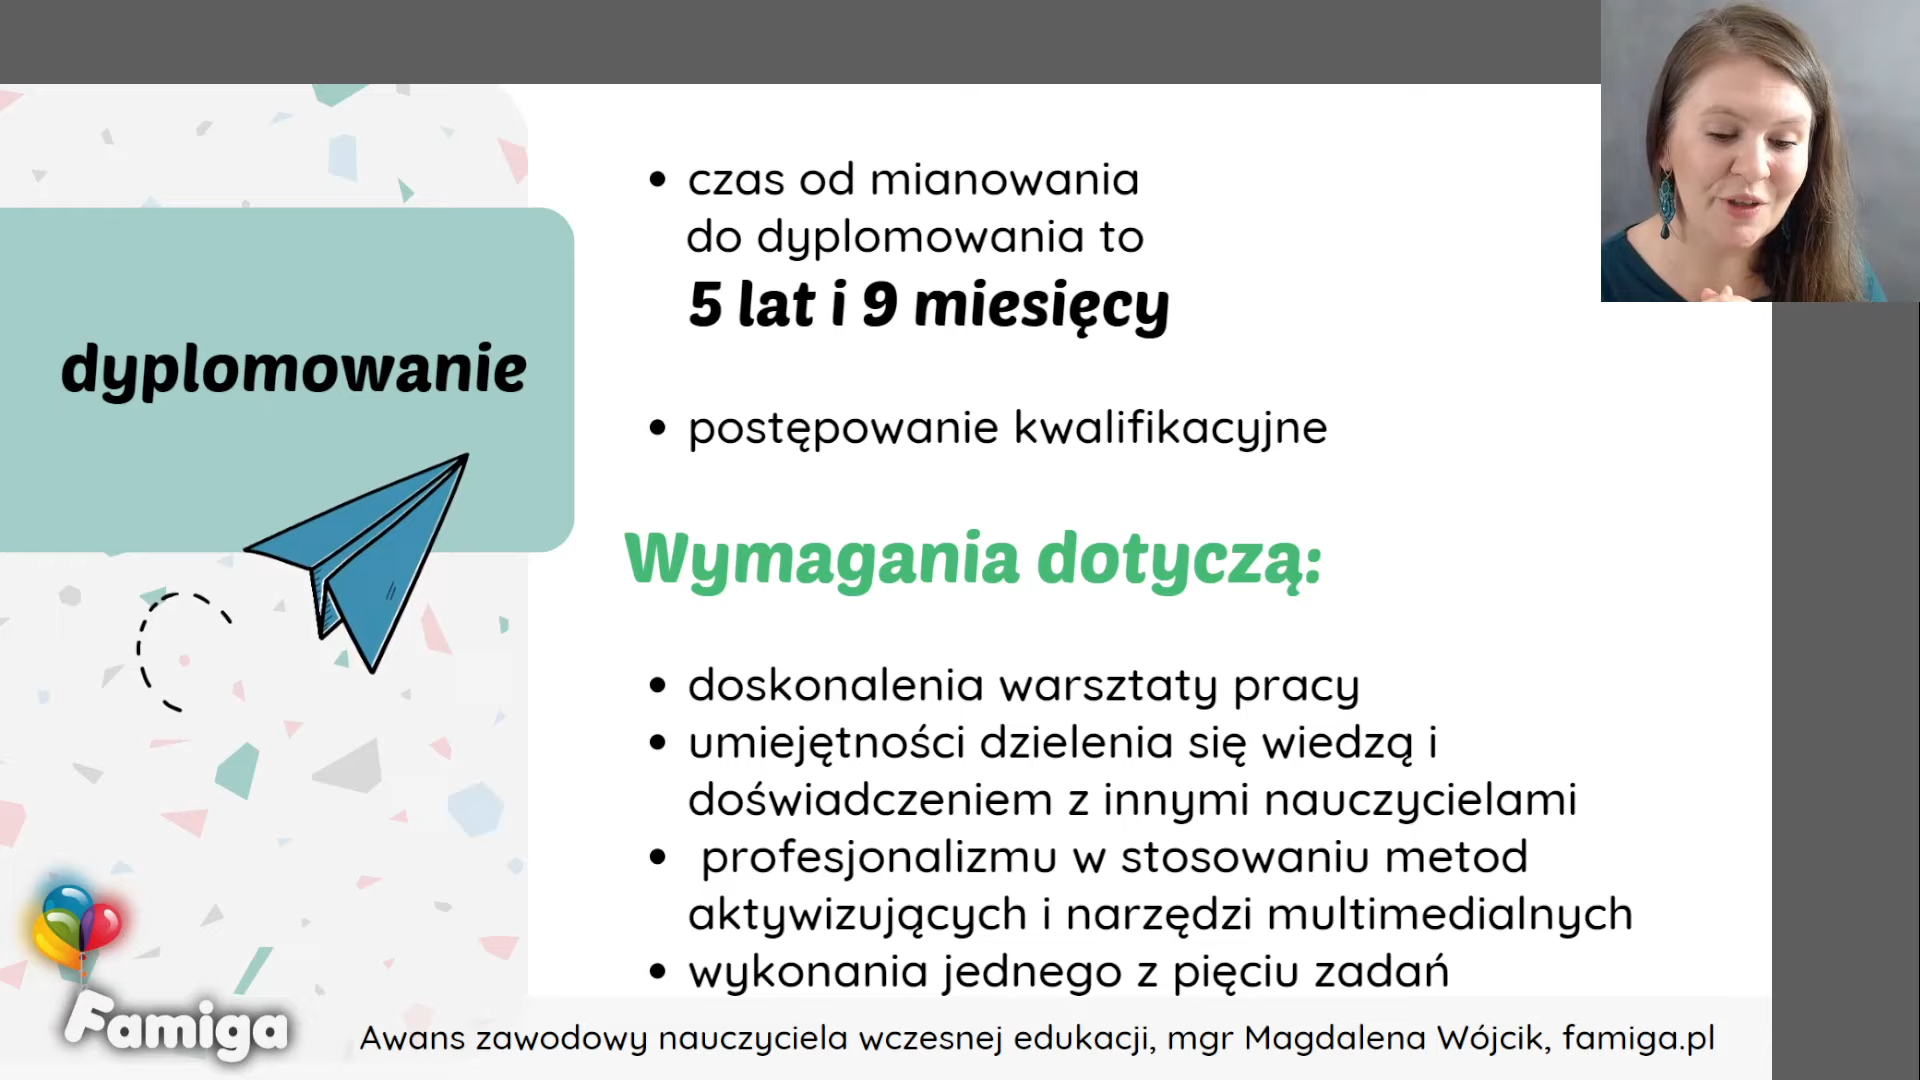 dyplomowanie
czas od mianowania
do dyplomowania to
5 lat i 9 miesięcy
postępowanie kwalifikacyjne
Wymagania dotyczą:
doskonalenia warsztaty pracy
umiejętności dzielenia się wiedzą i
doświadczeniem z innymi nauczycielami
profesjonalizmu w stosowaniu metod
aktywizujących i narzędzi multimedialnych
wykonania jednego z pięciu zadań
Famiga
Awans zawodowy nauczyciela wczesnej edukacji, mgr Magdalena Wójcik, famiga.pl